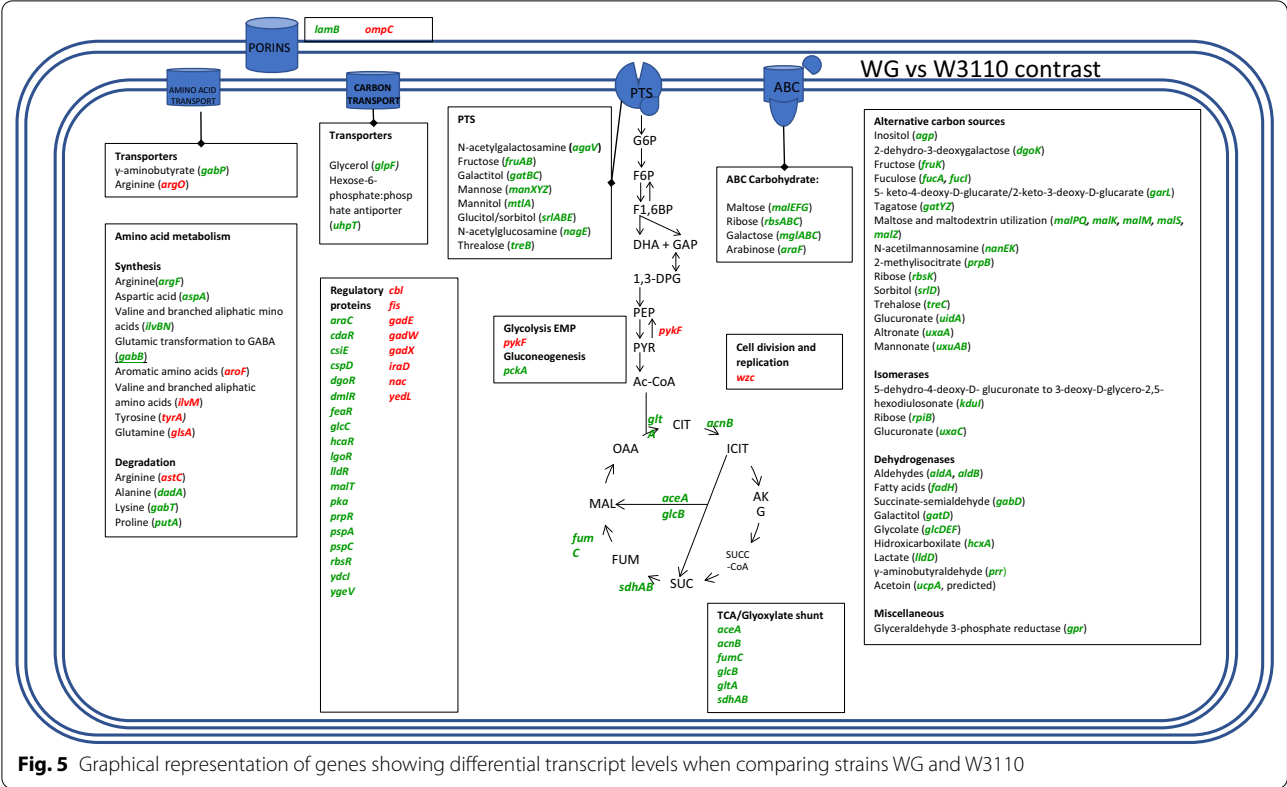 lamB ompC
PORINS
WG vs W3110 contrast
AMINO ACID
TRANSPORT
CARBON
TRANSPORT
PTS
ABC
Transporters
γ-aminobutyrate (gabP)
Arginine (argO)
Amino acid metabolism
Synthesis
Arginine(argF)
Aspartic acid (aspA)
Valine and branched aliphatic mino
acids (ilvBN)
Glutamic transformation to GABA
(gabB)
Aromatic amino acids (aroF)
Valine and branched aliphatic
amino acids (ilvM)
Tyrosine (tyrA)
Glutamine (glsA)
Degradation
Arginine (astC)
Alanine (dadA)
Lysine (gabT)
Proline (putA)
Transporters
Glycerol (glpF)
Hexose-6-
phosphate:phosp
hate antiporter
(uhpT)
Regulatory
proteins
araC
cdaR
csiE
cspD
dgoR
dmlR
feaR
glcC
hcaR
lgoR
lldR
malT
pka
prpR
pspA
pspC
rbsR
ydcI
ygeV
cbl
fis
gadE
gadW
gadX
iraD
nac
yedL
PTS
N-acetylgalactosamine (agaV)
Fructose (fruAB)
Galactitol (gatBC)
Mannose (manXYZ)
Mannitol (mtlA)
Glucitol/sorbitol (srlABE)
N-acetylglucosamine (nagE)
Threalose (treB)
Glycolysis EMP
pykF
Gluconeogenesis
pckA
G6P
F6P
F1,6BP
DHA + GAP
1,3-DPG
PEP
pykF
PYR
Ac-CoA
glt
A
CIT
acnB
OAA
ICIT
MAL
aceA
glcB
AK
G
fum
C
FUM
SUCC
-CoA
sdhAB
SUC
ABC Carbohydrate:
Maltose (malEFG)
Ribose (rbsABC)
Galactose (mglABC)
Arabinose (araF)
Cell division and
replication
wzc
TCA/Glyoxylate shunt
aceA
acnB
fumC
glcB
gltA
sdhAB
Alternative carbon sources
Inositol (agp)
2-dehydro-3-deoxygalactose (dgoK)
Fructose (fruK)
Fuculose (fucA, fucI)
5- keto-4-deoxy-D-glucarate/2-keto-3-deoxy-D-glucarate (garL)
Tagatose (gatYZ)
Maltose and maltodextrin utilization (malPQ, malK, malM, malS,
malZ)
N-acetilmannosamine (nanEK)
2-methylisocitrate (prpB)
Ribose (rbsK)
Sorbitol (srlD)
Trehalose (treC)
Glucuronate (uidA)
Altronate (uxaA)
Mannonate (uxuAB)
Isomerases
5-dehydro-4-deoxy-D- glucuronate to 3-deoxy-D-glycero-2,5-
hexodiulosonate (kduI)
Ribose (rpiB)
Glucuronate (uxaC)
Dehydrogenases
Aldehydes (aldA, aldB)
Fatty acids (fadH)
Succinate-semialdehyde (gabD)
Galactitol (gatD)
Glycolate (glcDEF)
Hidroxicarboxilate (hcxA)
Lactate (lldD)
γ-aminobutyraldehyde (prr)
Acetoin (ucpA, predicted)
Miscellaneous
Glyceraldehyde 3-phosphate reductase (gpr)
Fig. 5 Graphical representation of genes showing differential transcript levels when comparing strains WG and W3110